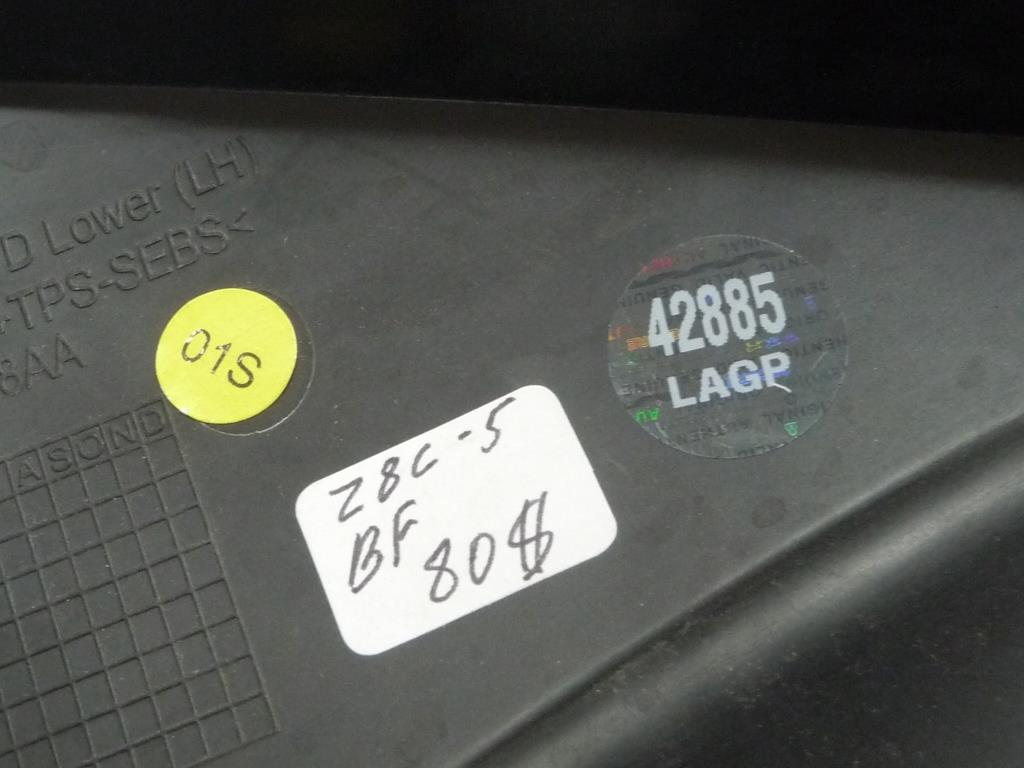 D Lower (LH)
TPS-SEBS<
8AA
01S
ASOND
Z8C-5
BF 80$
42885
LAGP